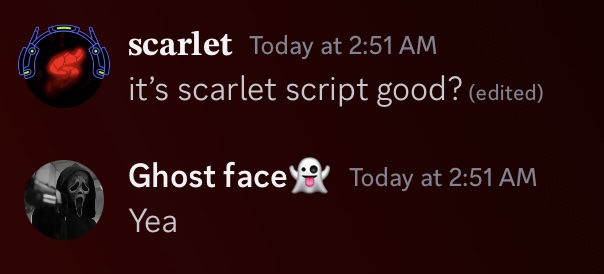 scarlet Today at 2:51 AM
it’s scarlet script good? (edited)
Ghost face👻 Today at 2:51 AM
Yea